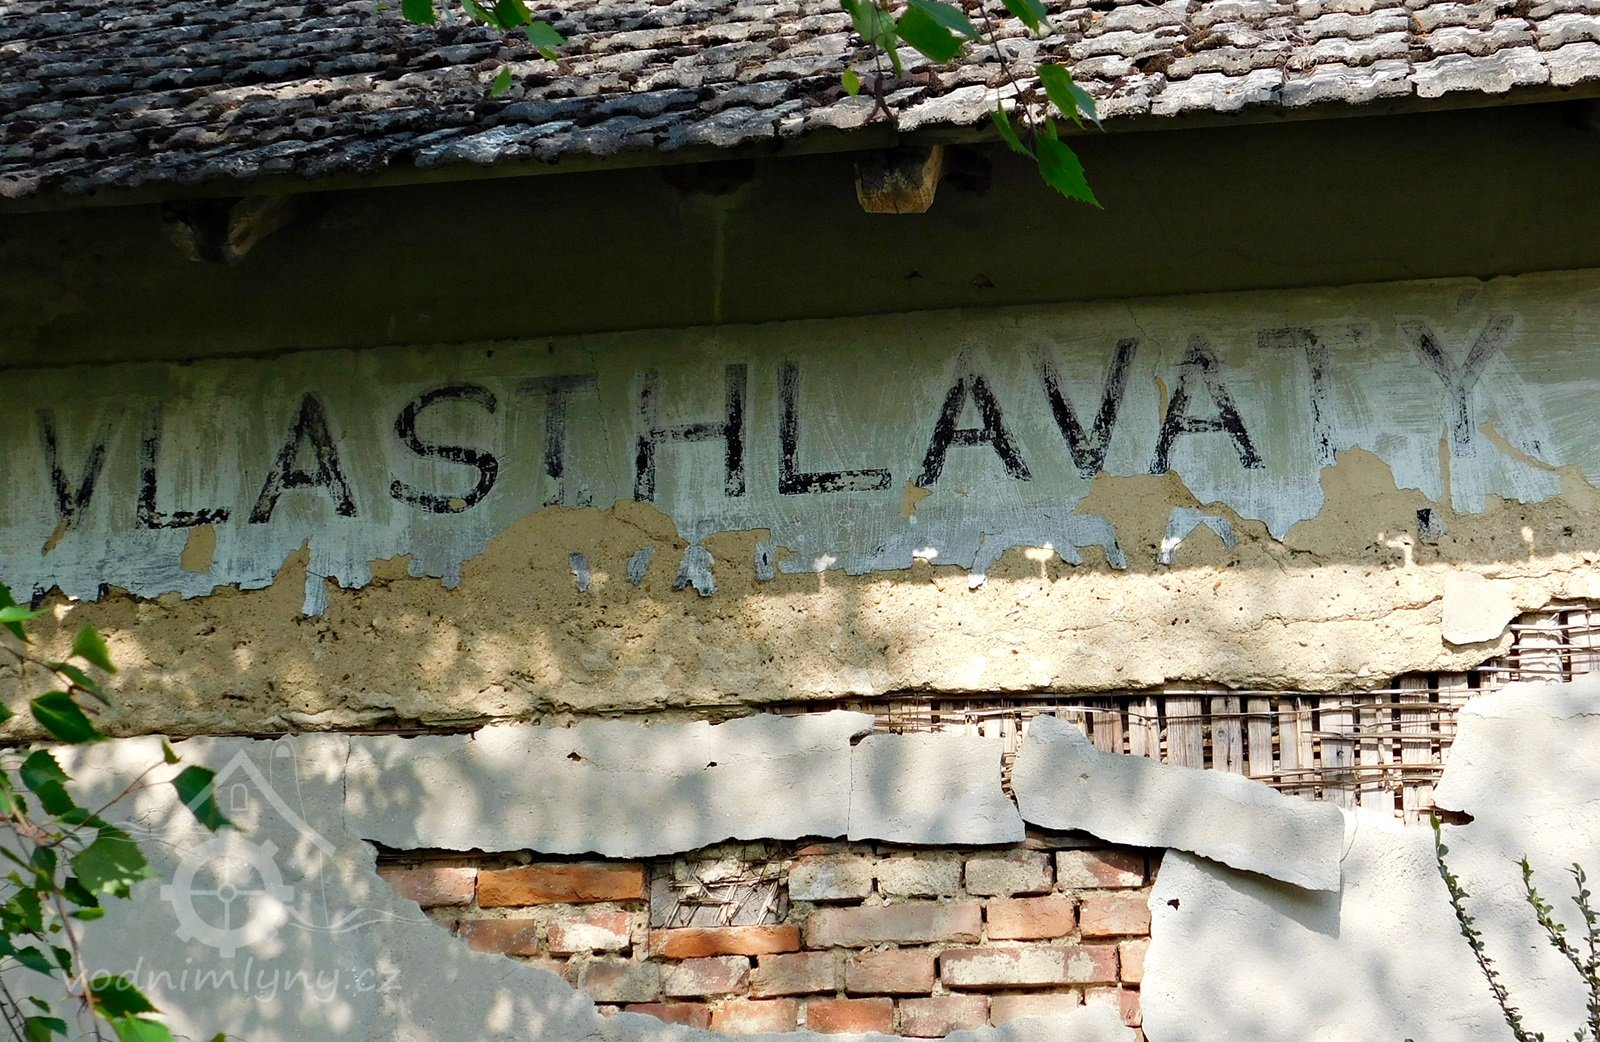 VLAST HLAVATÝ
vodnimlyny.cz